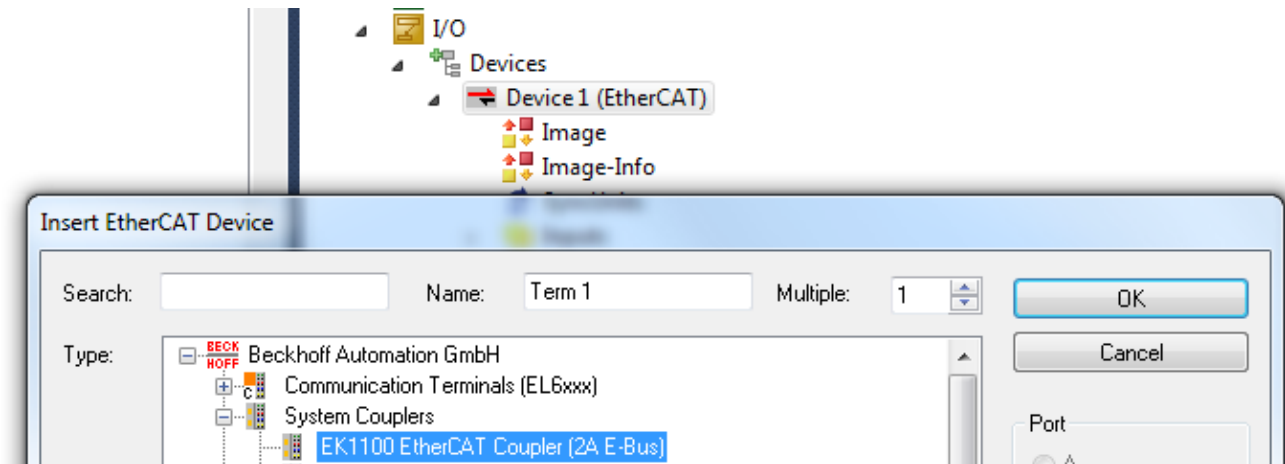 I/O
Devices
Device 1 (EtherCAT)
Image
Image-Info
Insert EtherCAT Device
Search: Name: Term 1 Multiple: 1 OK
Type: BECK HOFF Beckhoff Automation GmbH Cancel
C Communication Terminals (EL6xxx)
System Couplers
Port
EK1100 EtherCAT Coupler (2A E-Bus)